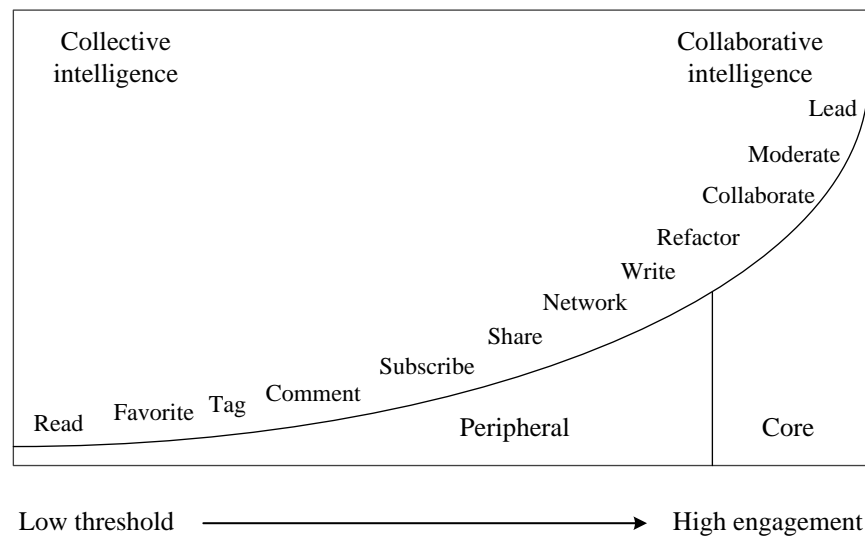 Collective
intelligence
Collaborative
intelligence
Lead
Moderate
Collaborate
Refactor
Write
Network
Share
Subscribe
Comment
Tag
Favorite
Read
Peripheral
Core
Low threshold
High engagement